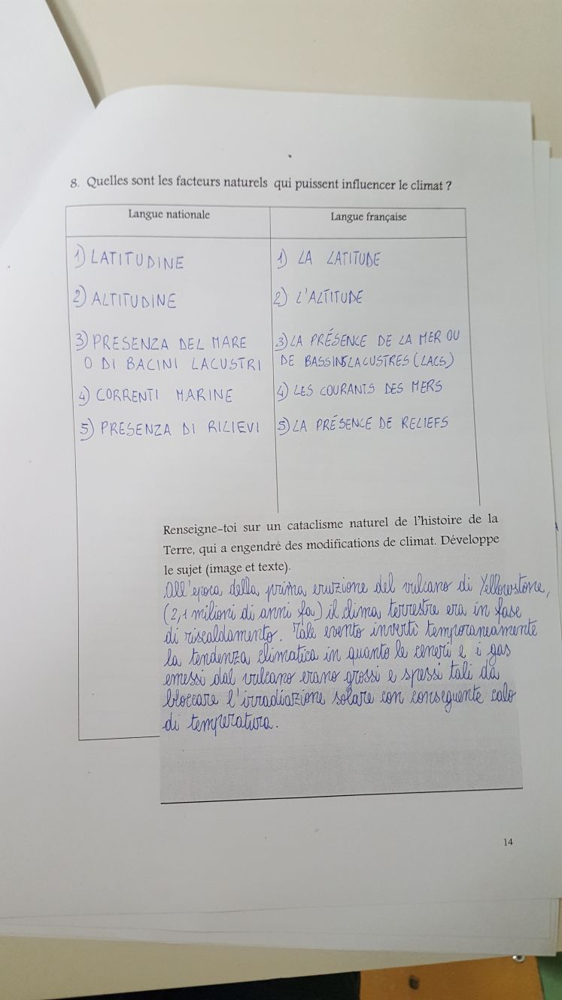 8. Quelles sont les facteurs naturels qui puissent influencer le climat ?
Langue nationale
Langue française
1) LATITUDINE
1) LA LATITUDE
2) ALTITUDINE
2) L'ALTITUDE
3) PRESENZA DEL MARE
O DI BACINI LACUSTRI
3) LA PRÉSENCE DE LA MER OU
DE BASSINS LACUSTRES (LACS)
4) CORRENTI MARINE
4) LES COURANTS DES MERS
5) PRESENZA DI RILIEVI
5) LA PRÉSENCE DE RELIEFS
Renseigne-toi sur un cataclisme naturel de l'histoire de la
Terre, qui a engendré des modifications de climat. Développe
le sujet (image et texte).
All'epoca della prima eruzione del vulcano di Yellowstone,
(2,1 milioni di anni fa) il clima terrestre era in fase
di riscaldamento. Tale evento invertì temporaneamente
la tendenza climatica in quanto le ceneri e i gas
emessi dal vulcano erano grossi e spessi tali da
bloccare l'irradiazione solare con conseguente calo
di temperatura.
14